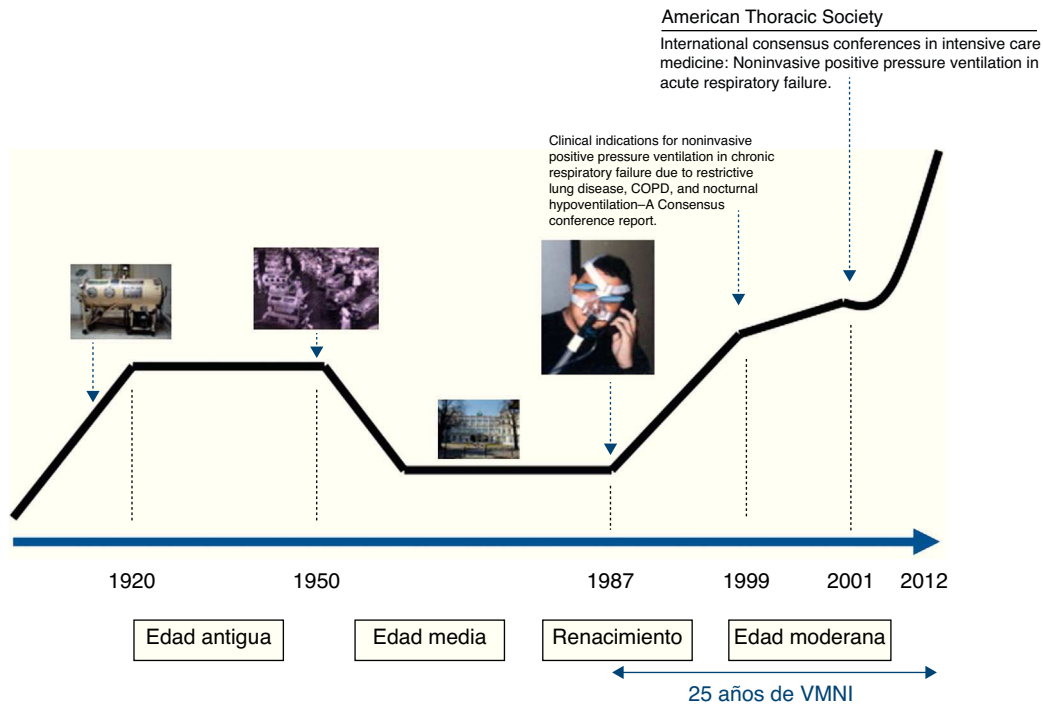 American Thoracic Society
International consensus conferences in intensive care
medicine: Noninvasive positive pressure ventilation in
acute respiratory failure.
Clinical indications for noninvasive
positive pressure ventilation in chronic
respiratory failure due to restrictive
lung disease, COPD, and nocturnal
hypoventilation–A Consensus
conference report.
1920 1950 1987 1999 2001 2012
Edad antigua Edad media Renacimiento Edad moderana
25 años de VMNI